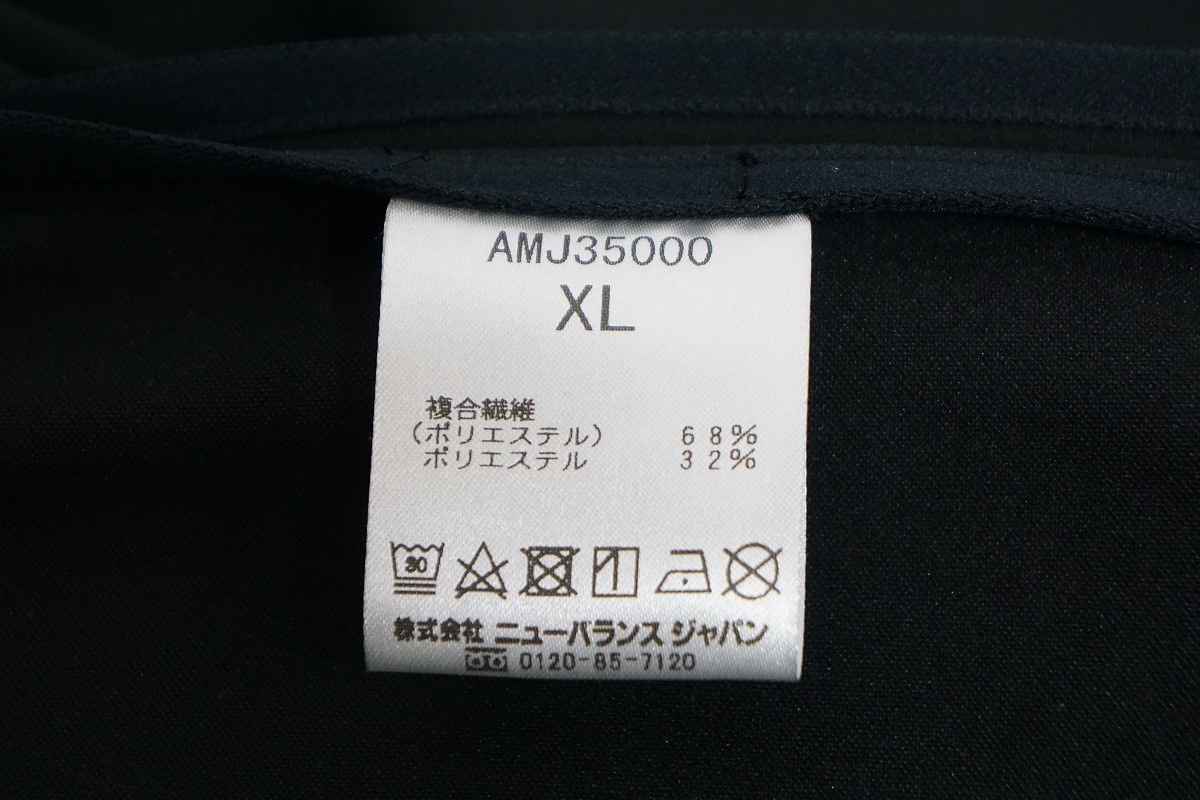 AMJ35000
XL
複合繊維
(ポリエステル) 68%
ポリエステル 32%
30
株式会社 ニューバランス ジャパン
0120-85-7120